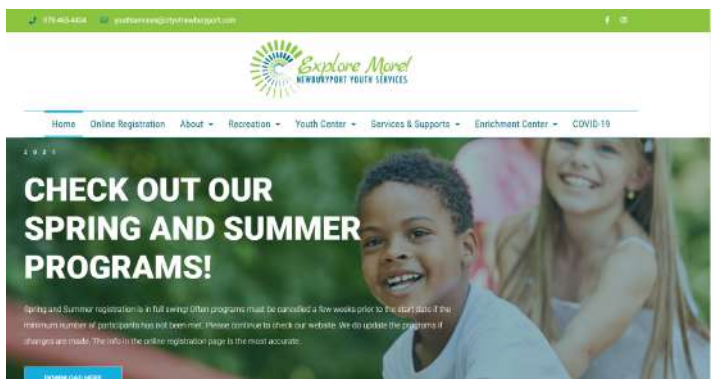 978-465-4434 youthservices@cityofnewburyport.com
Explore More!
NEWBURYPORT YOUTH SERVICES
Home Online Registration About Recreation Youth Center Services & Supports Enrichment Center COVID-19
2021
CHECK OUT OUR
SPRING AND SUMMER
PROGRAMS!
Spring and Summer registration is in full swing! Often programs must be cancelled a few weeks prior to the start date if the
minimum number of participants has not been met. Please continue to check our website. We do update the programs if
changes are made. The info in the online registration page is the most accurate.